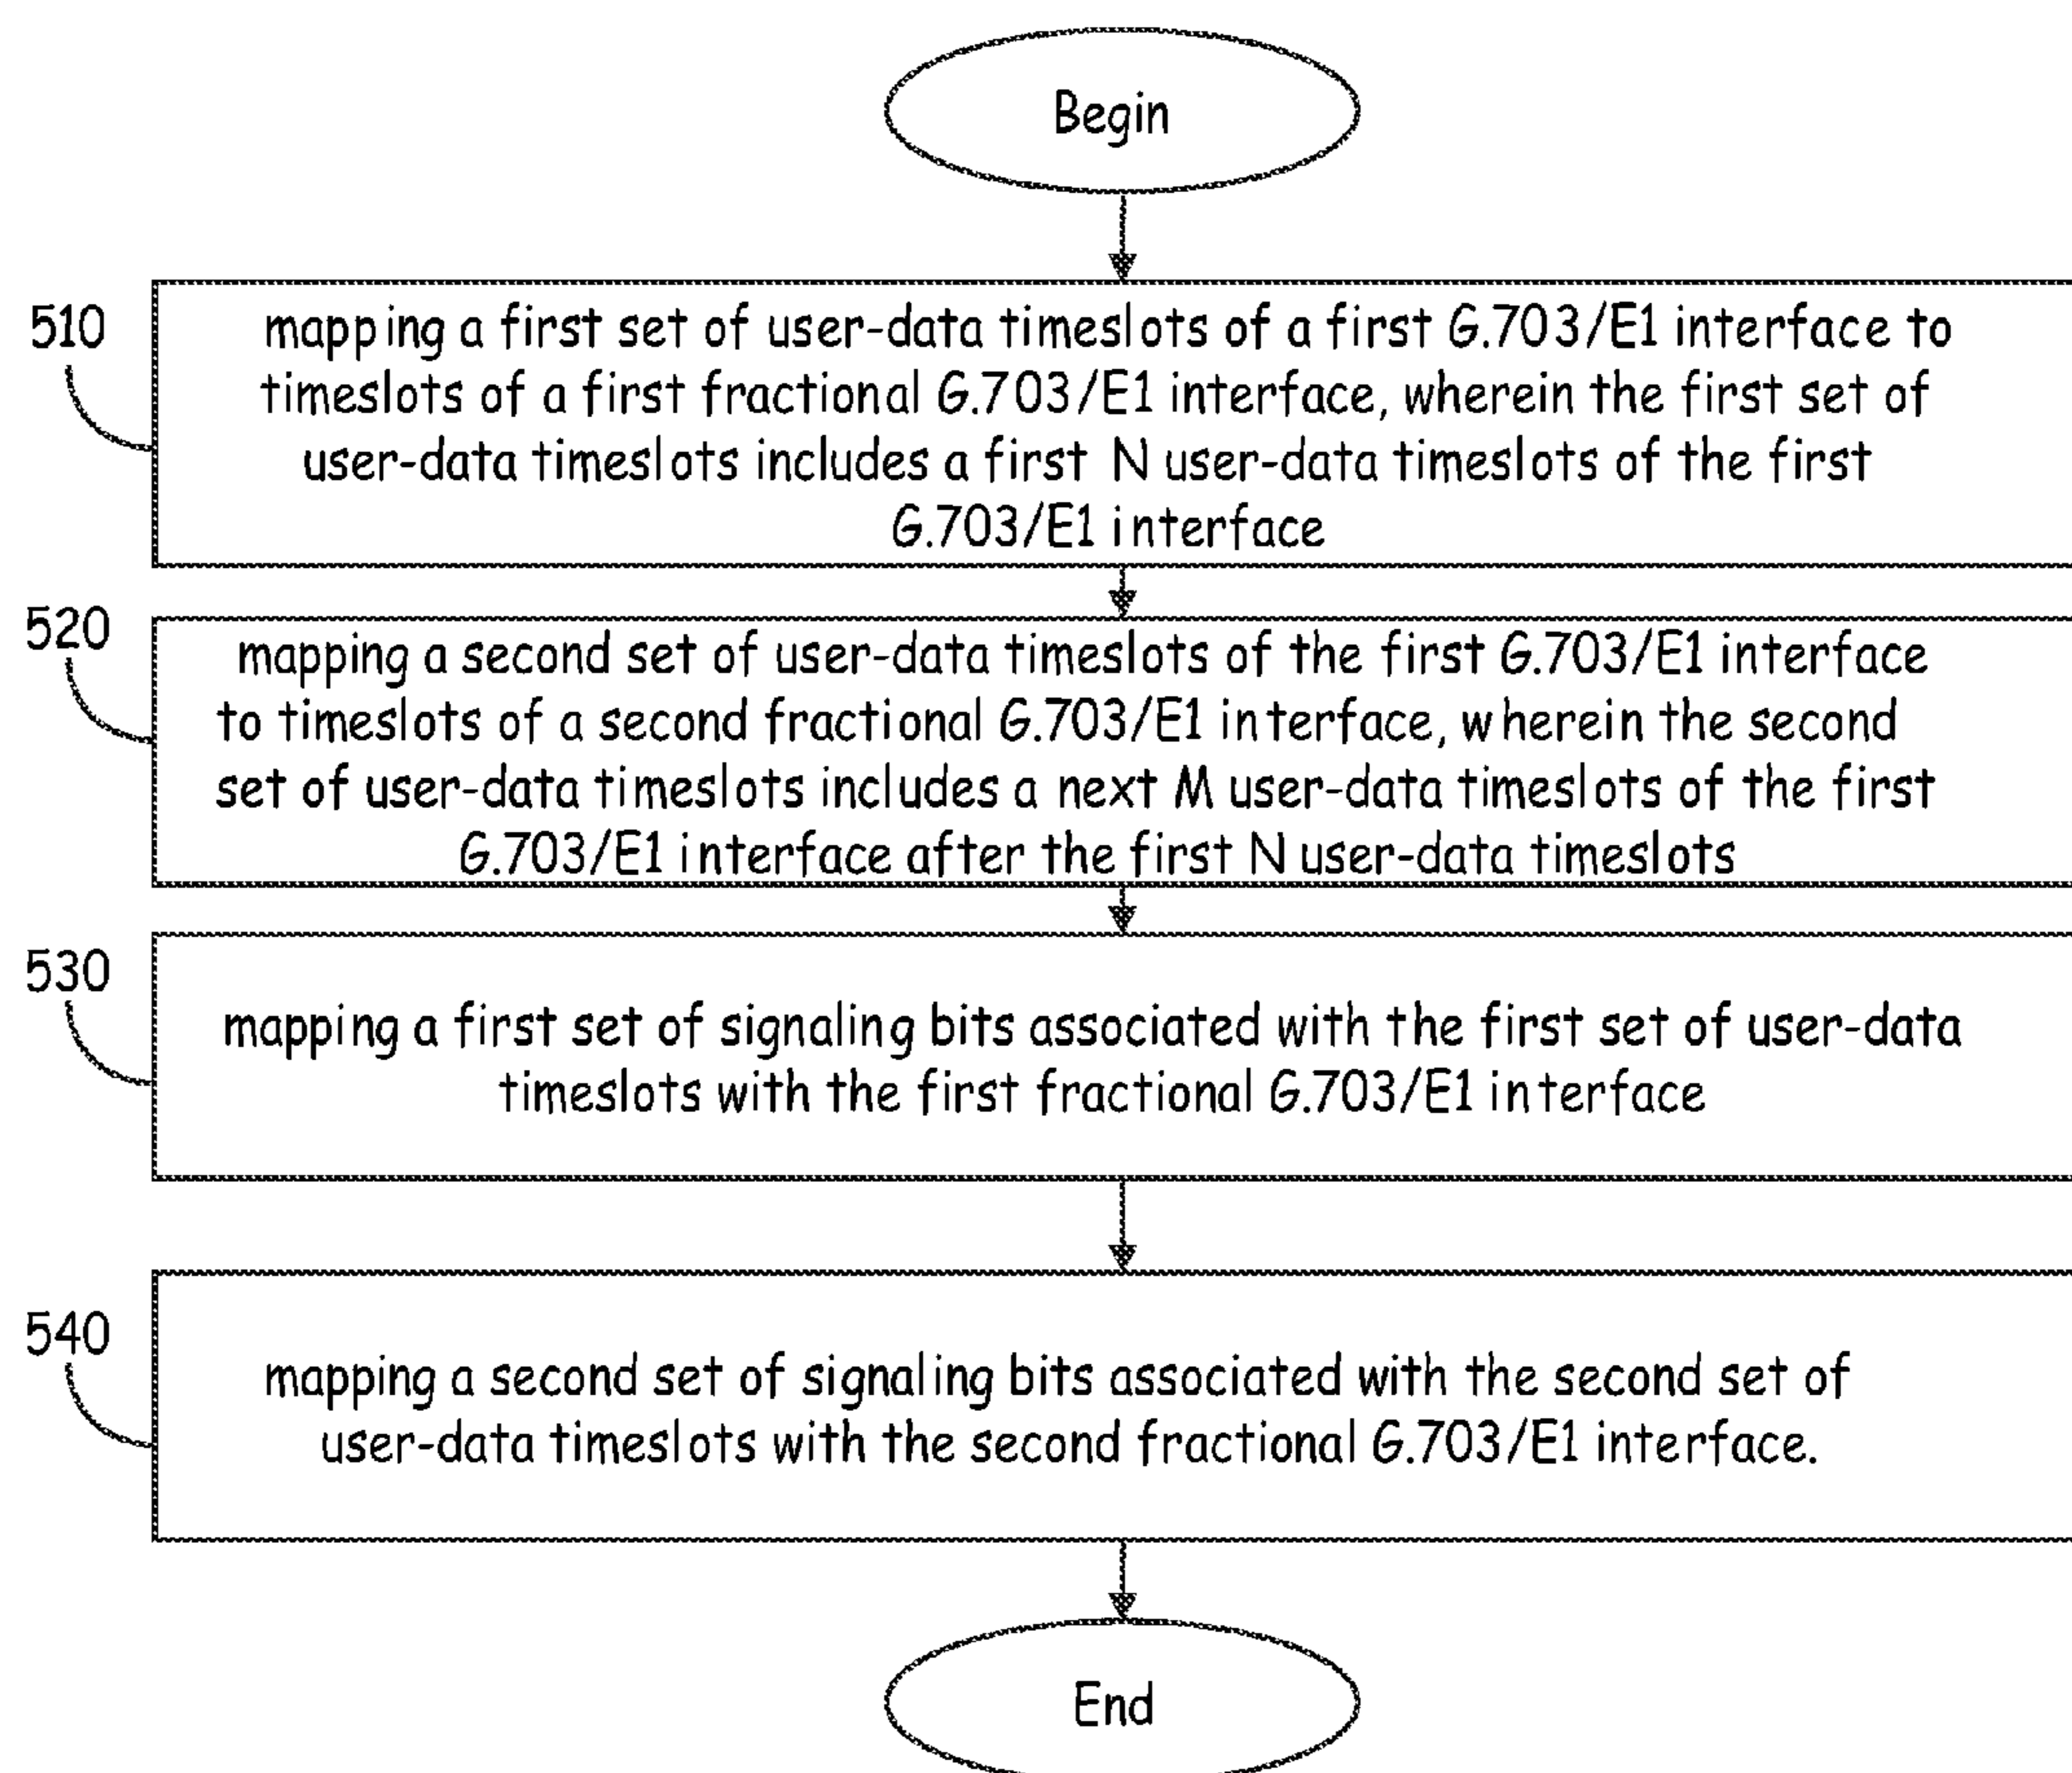 Begin
510
mapping a first set of user-data timeslots of a first G.703/E1 interface to
timeslots of a first fractional G.703/E1 interface, wherein the first set of
user-data timeslots includes a first N user-data timeslots of the first
G.703/E1 interface
520
mapping a second set of user-data timeslots of the first G.703/E1 interface
to timeslots of a second fractional G.703/E1 interface, wherein the second
set of user-data timeslots includes a next M user-data timeslots of the first
G.703/E1 interface after the first N user-data timeslots
530
mapping a first set of signaling bits associated with the first set of user-data
timeslots with the first fractional G.703/E1 interface
540
mapping a second set of signaling bits associated with the second set of
user-data timeslots with the second fractional G.703/E1 interface.
End